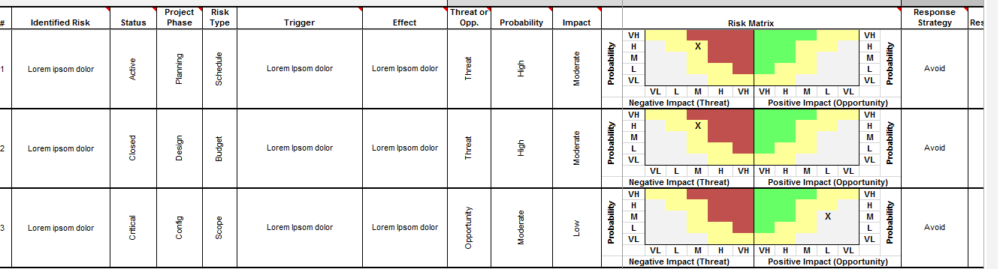 # Identified Risk Status Project Phase Risk Type Trigger Effect Threat or Opp. Probability Impact Risk Matrix Response Strategy Res
1 Lorem ipsom dolor Active Planning Schedule Lorem Ipsom dolor Lorem Ipsom dolor Threat High Moderate
Probability
VH VH
H X H
M M
L L
VL VL
VL L M H VH VH H M L VL
Negative Impact (Threat) Positive Impact (Opportunity)
Probability
Avoid
2 Lorem ipsom dolor Closed Design Budget Lorem Ipsom dolor Lorem Ipsom dolor Threat High Moderate
Probability
VH VH
H X H
M M
L L
VL VL
VL L M H VH VH H M L VL
Negative Impact (Threat) Positive Impact (Opportunity)
Probability
Avoid
3 Lorem ipsom dolor Critical Config Scope Lorem Ipsom dolor Lorem Ipsom dolor Opportunity Moderate Low
Probability
VH VH
H H
M X M
L L
VL VL
VL L M H VH VH H M L VL
Negative Impact (Threat) Positive Impact (Opportunity)
Probability
Avoid